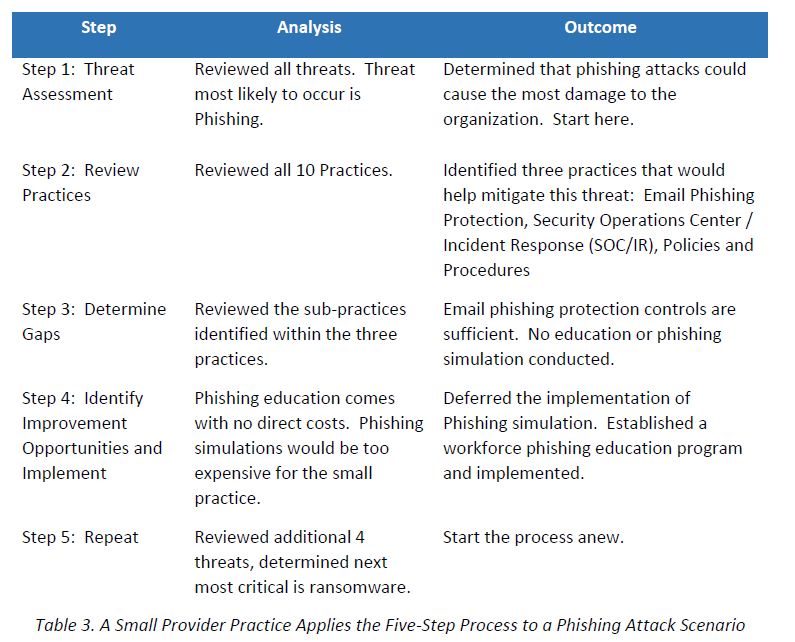 Step Analysis Outcome
Step 1: Threat
Assessment
Reviewed all threats. Threat
most likely to occur is
Phishing.
Determined that phishing attacks could
cause the most damage to the
organization. Start here.
Step 2: Review
Practices
Reviewed all 10 Practices.
Identified three practices that would
help mitigate this threat: Email Phishing
Protection, Security Operations Center /
Incident Response (SOC/IR), Policies and
Procedures
Step 3: Determine
Gaps
Reviewed the sub-practices
identified within the three
practices.
Email phishing protection controls are
sufficient. No education or phishing
simulation conducted.
Step 4: Identify
Improvement
Opportunities and
Implement
Phishing education comes
with no direct costs. Phishing
simulations would be too
expensive for the small
practice.
Deferred the implementation of
Phishing simulation. Established a
workforce phishing education program
and implemented.
Step 5: Repeat
Reviewed additional 4
threats, determined next
most critical is ransomware.
Start the process anew.
Table 3. A Small Provider Practice Applies the Five-Step Process to a Phishing Attack Scenario